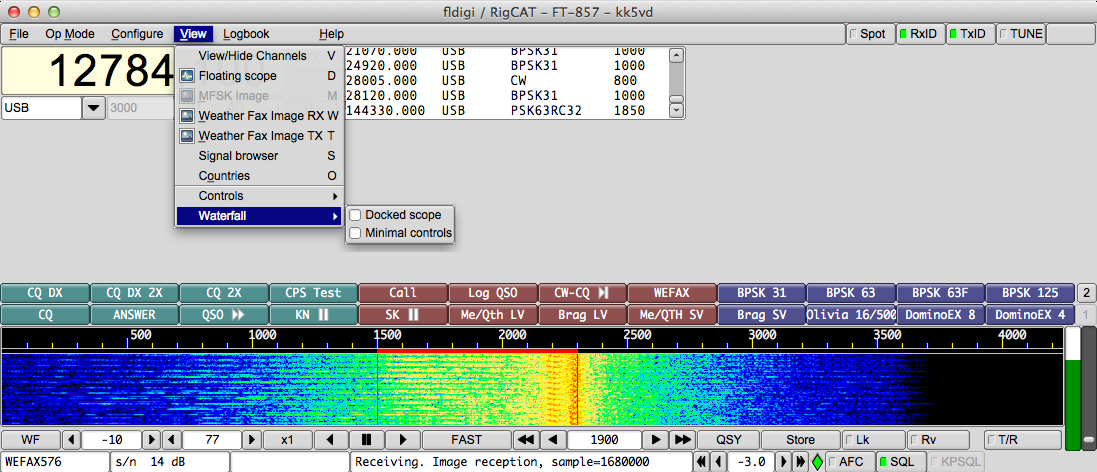 fldigi / RigCAT - FT-857 - kk5vd
File Op Mode Configure View Logbook Help Spot RxID TxID TUNE
12784
USB 3000
View/Hide Channels V
Floating scope D
MFSK Image M
Weather Fax Image RX W
Weather Fax Image TX T
Signal browser S
Countries O
Controls
Waterfall
Docked scope
Minimal controls
21070.000 USB BPSK31 1000
24920.000 USB BPSK31 1000
28005.000 USB CW 800
28120.000 USB BPSK31 1000
144330.000 USB PSK63RC32 1850
CQ DX CQ DX 2X CQ 2X CPS Test Call Log QSO CW-CQ WEFAX BPSK 31 BPSK 63 BPSK 63F BPSK 125 2
CQ ANSWER QSO KN SK Me/Qth LV Brag LV Me/QTH SV Brag SV Olivia 16/500 DominoEX 8 DominoEX 4 1
500 1000 1500 2000 2500 3000 3500 4000
WF -10 77 x1 FAST 1900 QSY Store Lk Rv T/R
WEFAX576 s/n 14 dB Receiving. Image reception, sample=1680000 -3.0 AFC SQL KPSQL